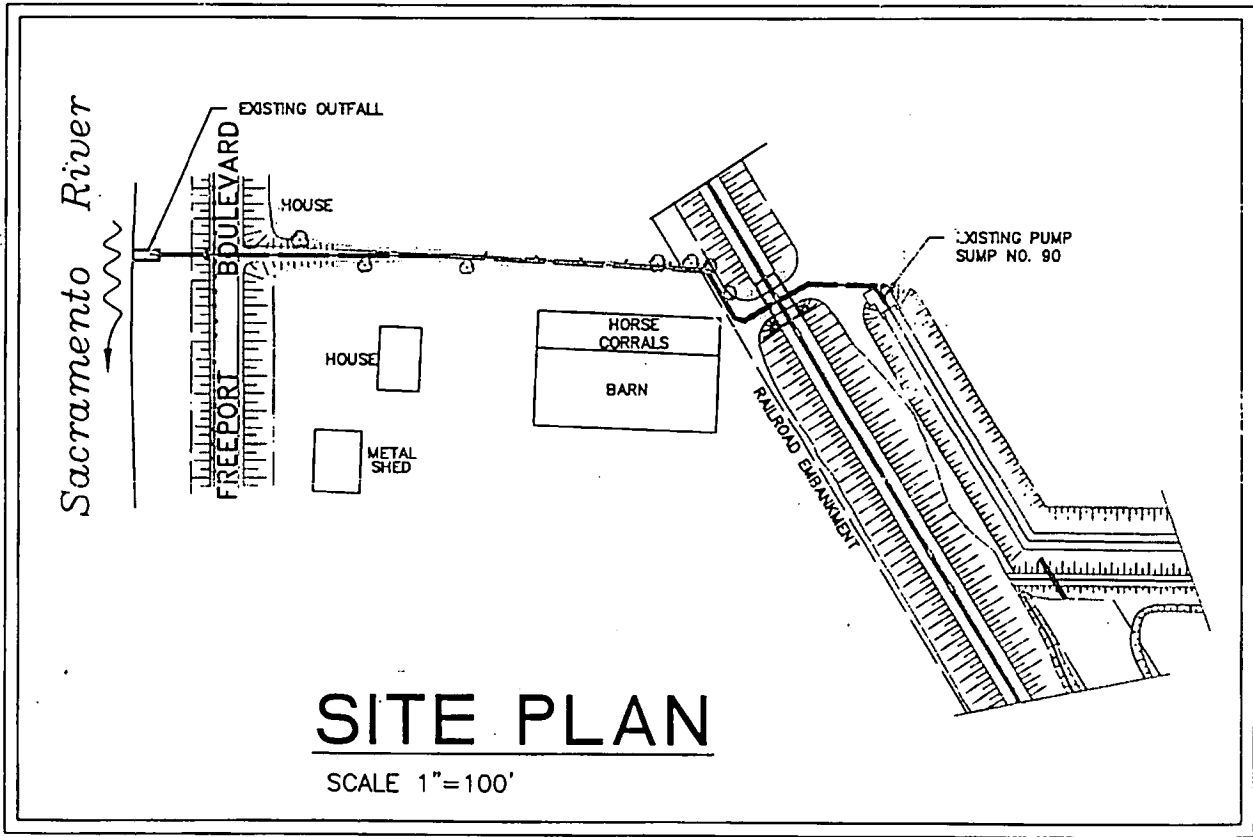 EXISTING OUTFALL
Sacramento River
FREEPORT BOULEVARD
HOUSE
EXISTING PUMP
SUMP NO. 90
HORSE
CORRALS
HOUSE
BARN
RAILROAD EMBANKMENT
METAL
SHED
SITE PLAN
SCALE 1"=100'